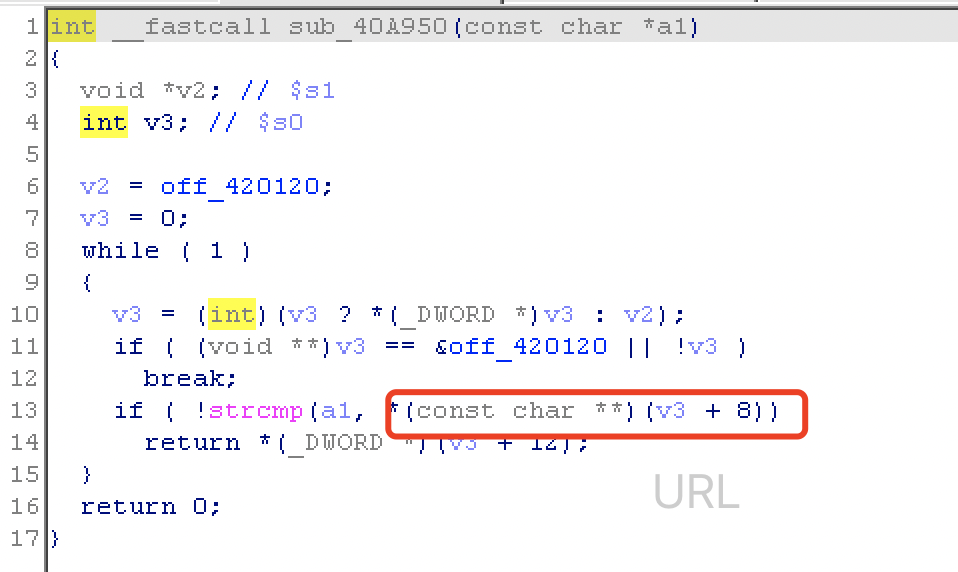 1 int __fastcall sub_40A950(const char *a1)
2 {
3 void *v2; // $s1
4 int v3; // $s0
5
6 v2 = off_420120;
7 v3 = 0;
8 while ( 1 )
9 {
10 v3 = (int)(v3 ? *(_DWORD *)v3 : v2);
11 if ( (void **)v3 == &off_420120 || !v3 )
12 break;
13 if ( !strcmp(a1, *(const char **)(v3 + 8))
14 return *(_DWORD *)(v3 + 12);
15 }
16 return 0;
17 }
URL